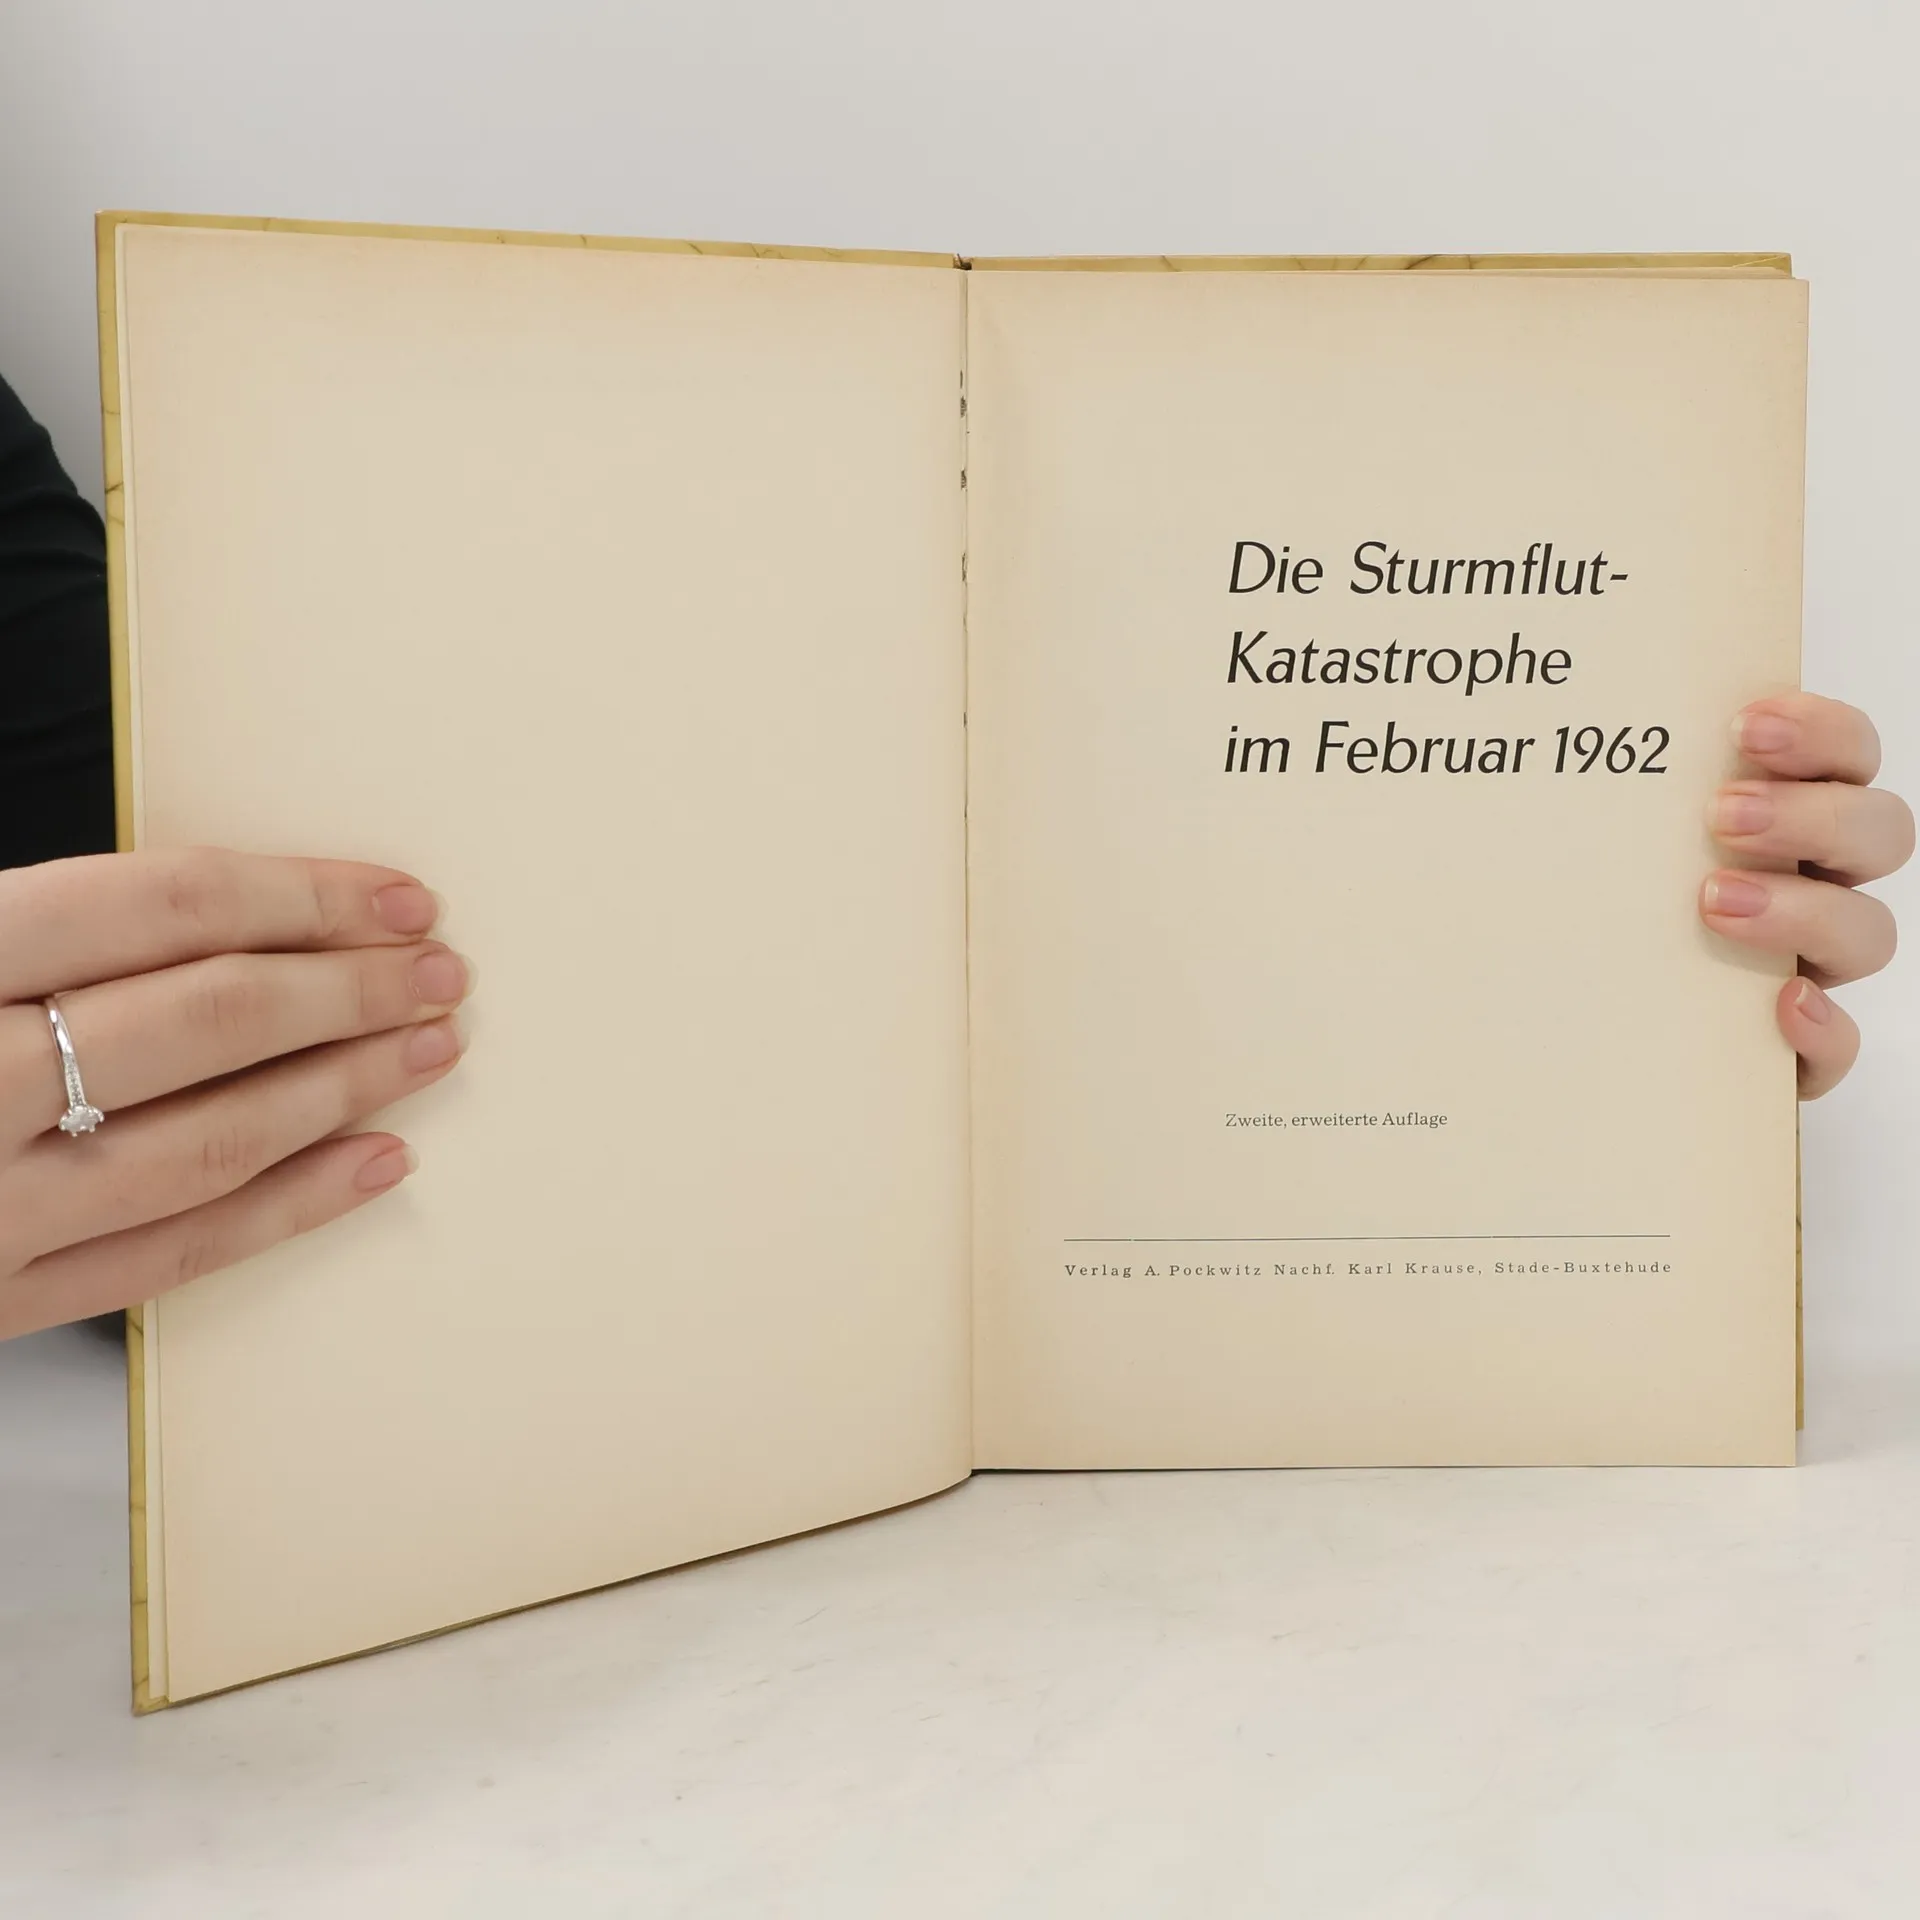 Die Sturmflut-
Katastrophe
im Februar 1962
Zweite, erweiterte Auflage
Verlag A. Pockwitz Nachf. Karl Krause, Stade-Buxtehude